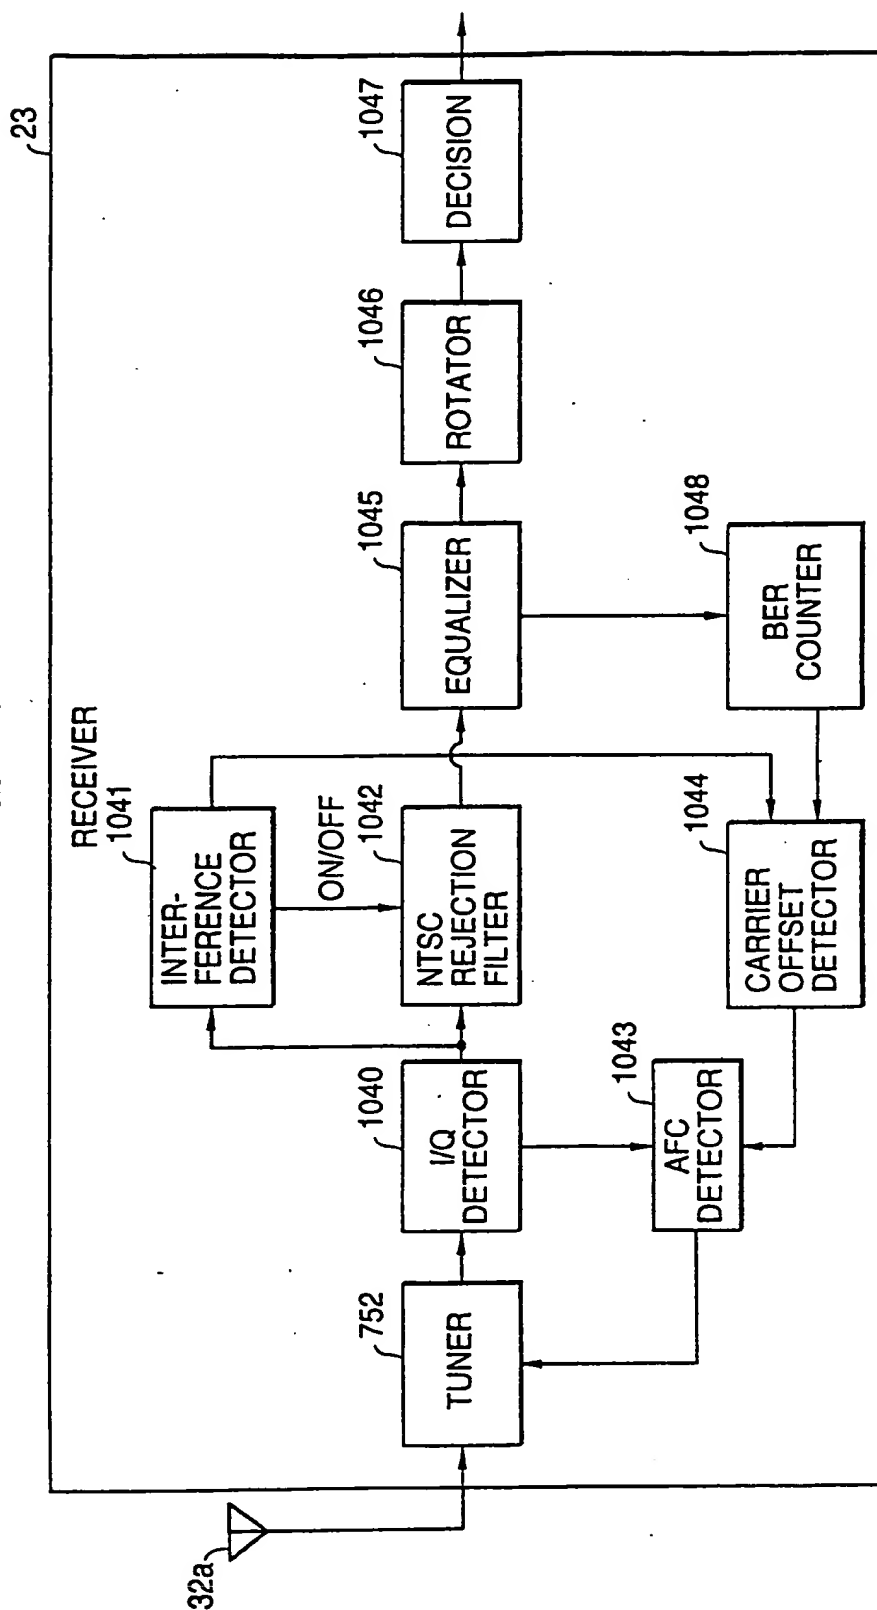 23
RECEIVER
1041
INTER-
FERENCE
DETECTOR
ON/OFF
32a
752
TUNER
1040
I/Q
DETECTOR
1042
NTSC
REJECTION
FILTER
1045
EQUALIZER
1046
ROTATOR
1047
DECISION
1043
AFC
DETECTOR
1044
CARRIER
OFFSET
DETECTOR
1048
BER
COUNTER